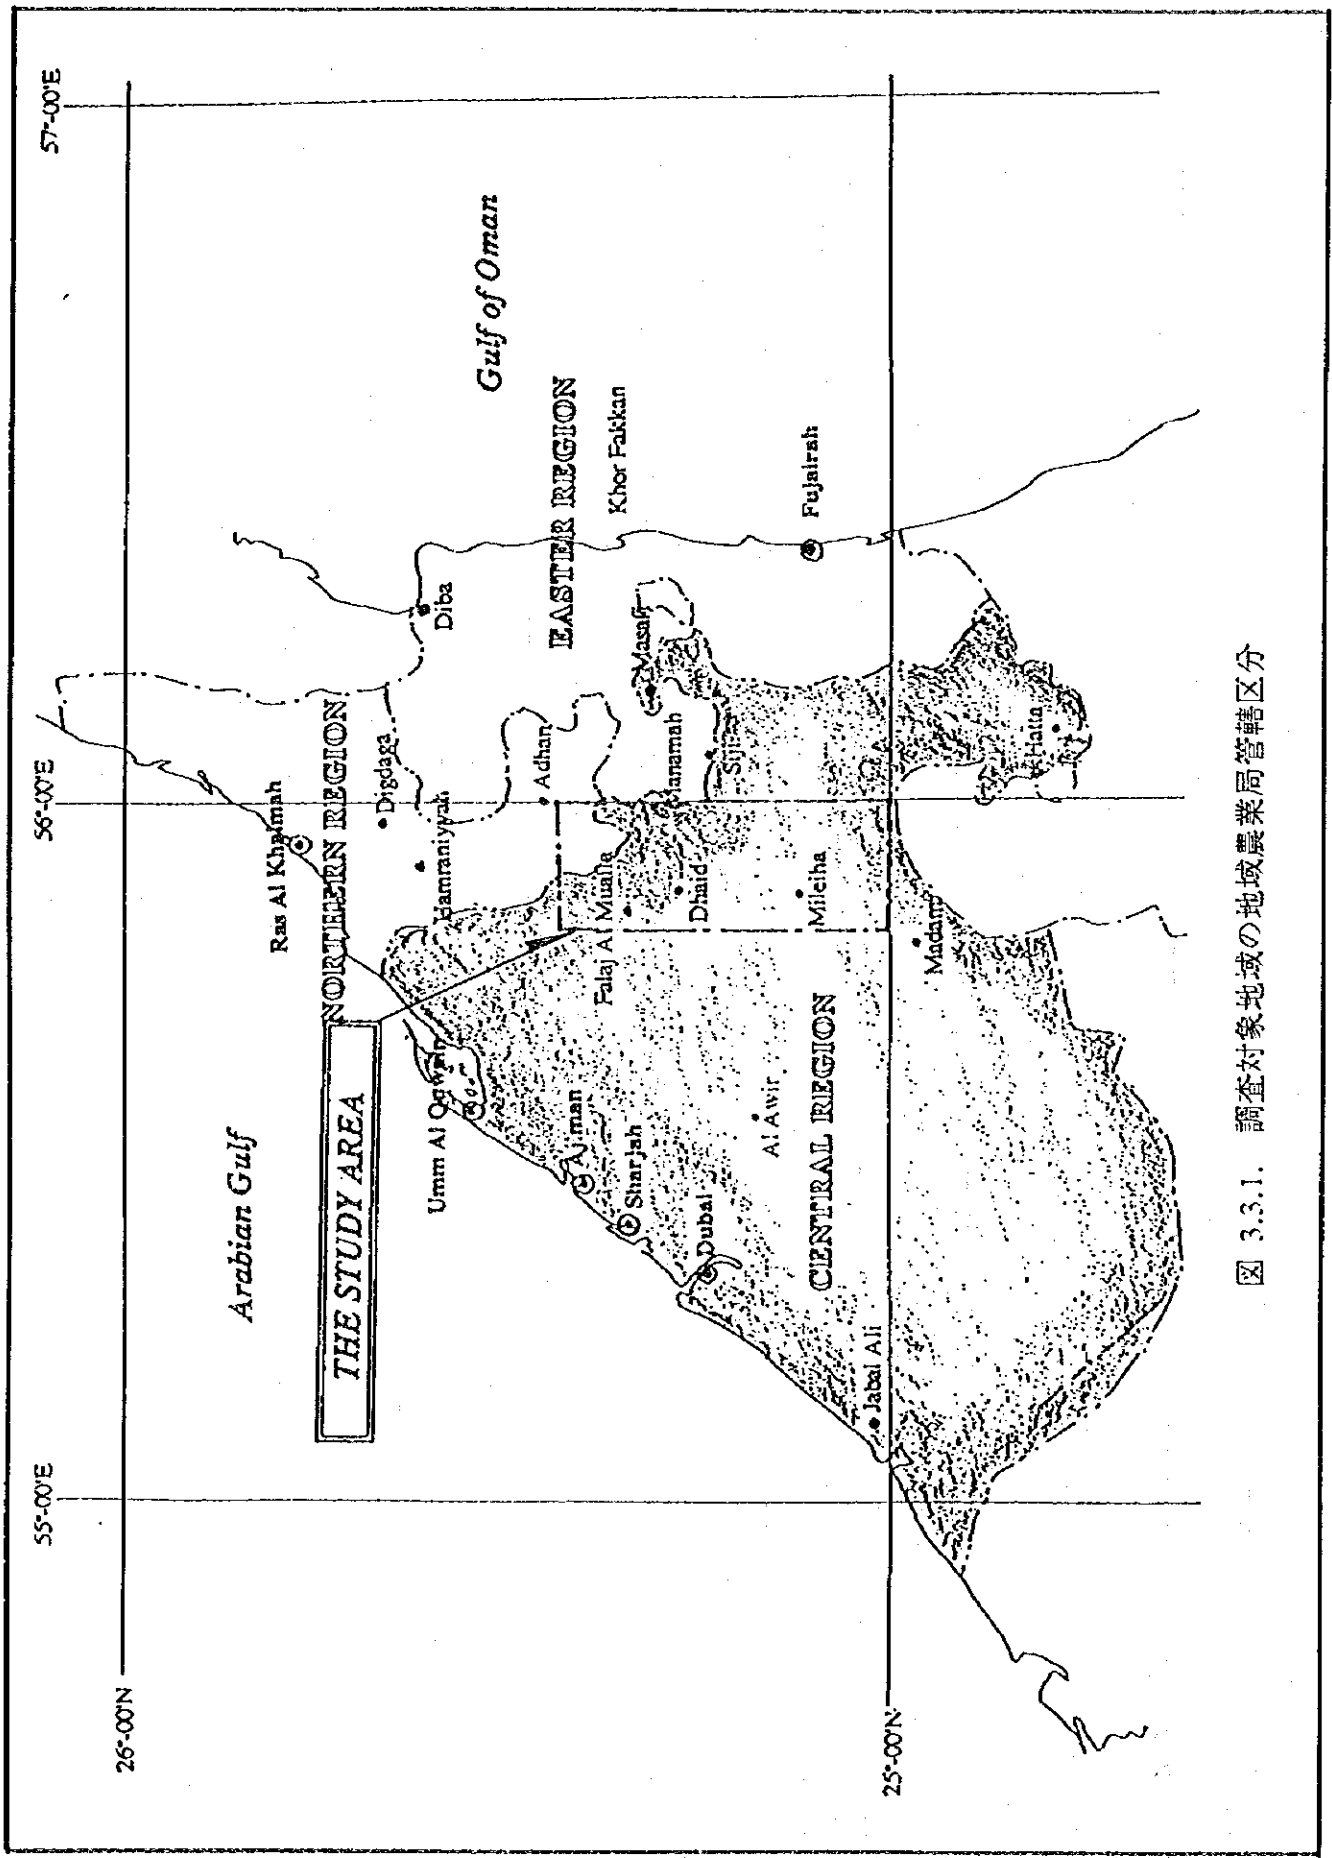 55°-00'E
56°-00'E
57°-00'E
26°-00'N
25°-00'N
Arabian Gulf
Gulf of Oman
THE STUDY AREA
NORTHERN REGION
EASTER REGION
CENTRAL REGION
Ras Al Khaimah
Digdaga
Hamraniyyah
Diba
Umm Al Quwain
Adhan
Khor Fakkan
Ajman
Falaj Al Mualla
Masafi
Sharjah
Manamah
Dhaid
Siji
Dubai
Al Awir
Mileiha
Fujairah
Jabal Ali
Madam
Hatta
図 3.3.1. 調査対象地域の地域農業局管轄区分